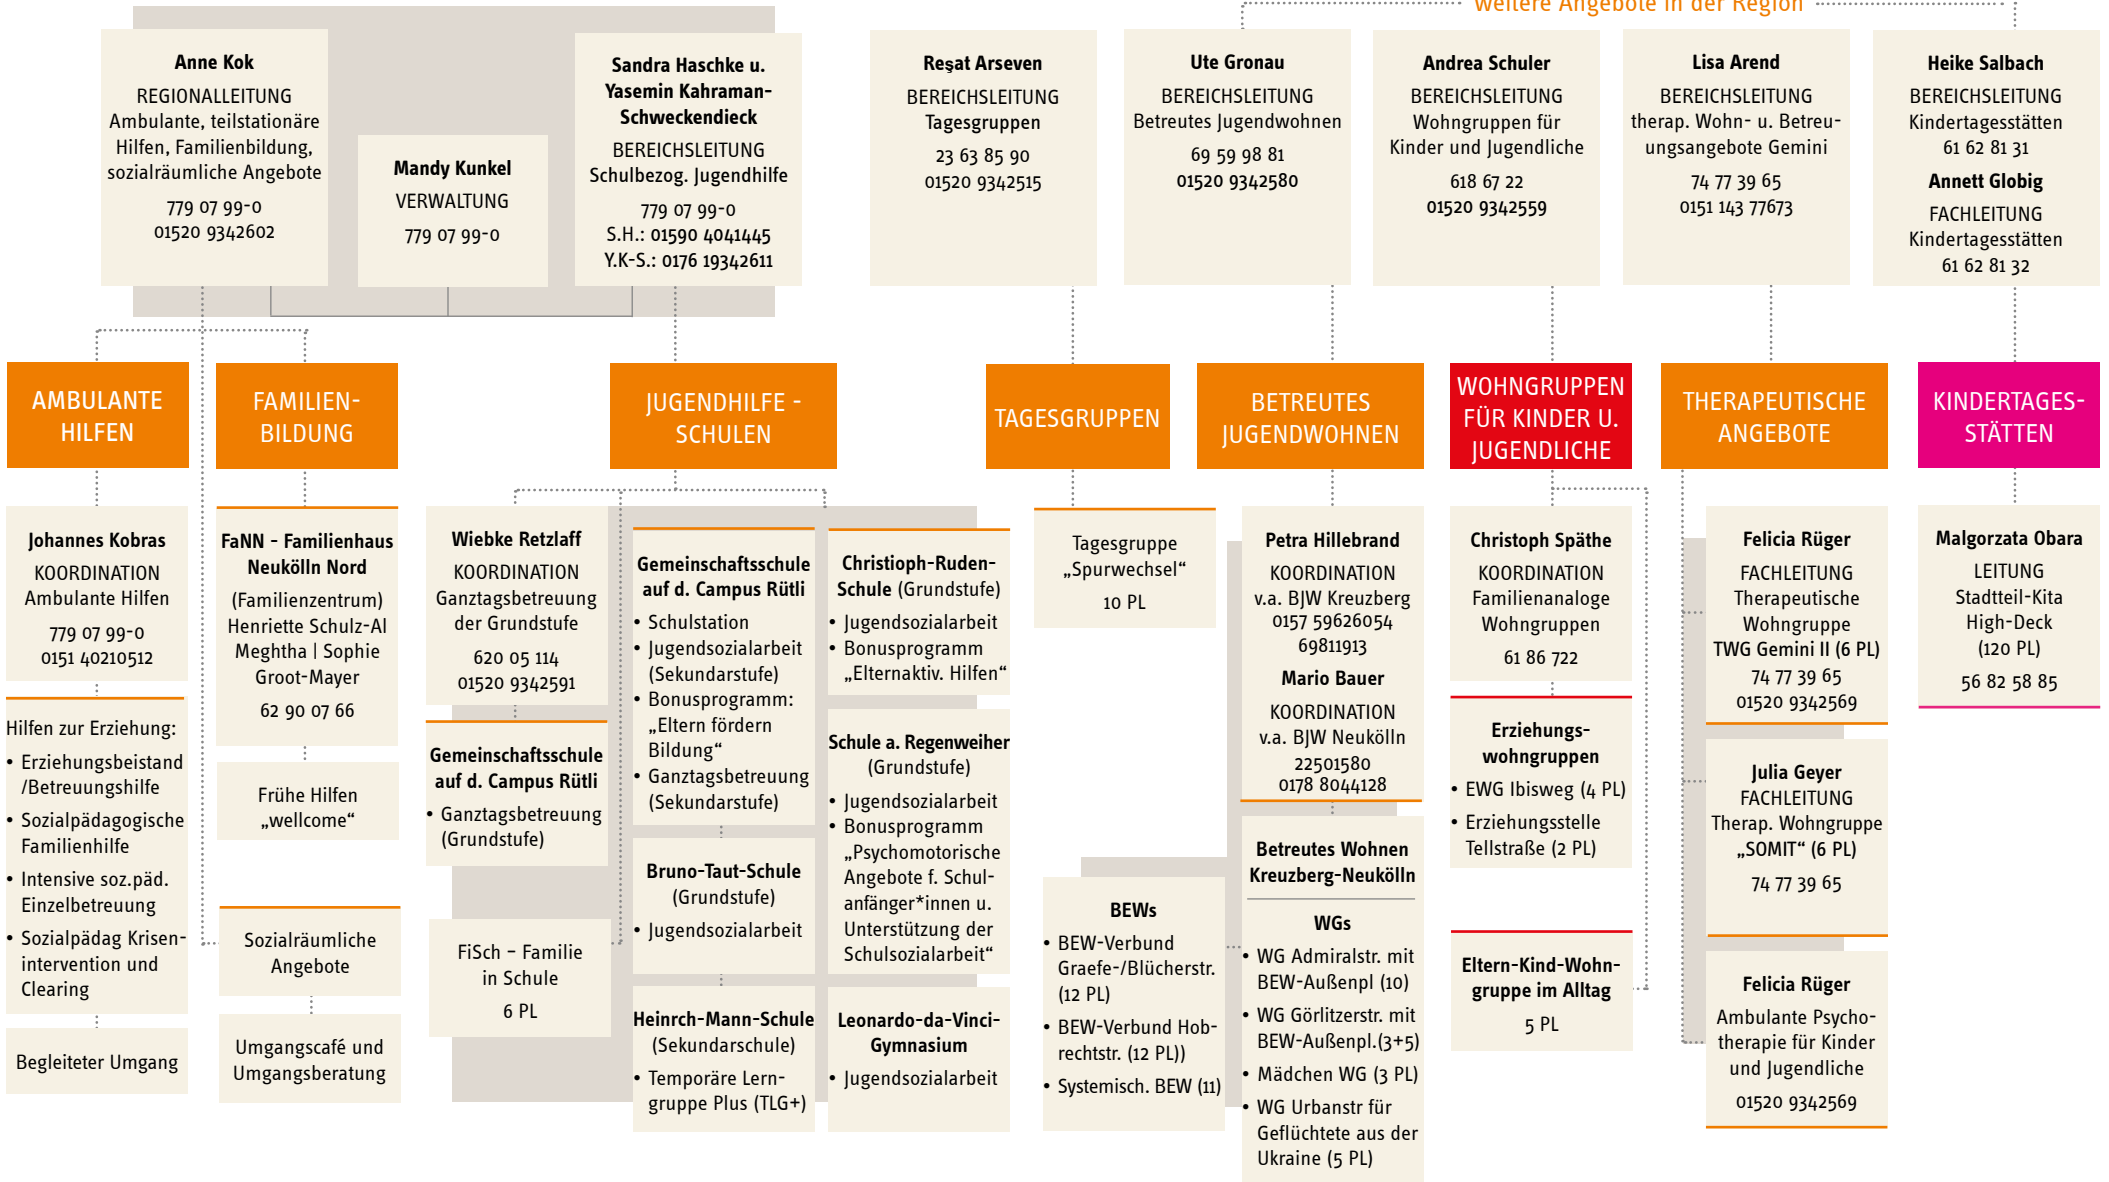 weitere Angebote in der Region
Anne Kok
REGIONALLEITUNG
Ambulante, teilstationäre
Hilfen, Familienbildung,
sozialräumliche Angebote
779 07 99-0
01520 9342602
Mandy Kunkel
VERWALTUNG
779 07 99-0
Sandra Haschke u.
Yasemin Kahraman-
Schweckendieck
BEREICHSLEITUNG
Schulbezog. Jugendhilfe
779 07 99-0
S.H.: 01590 4041445
Y.K-S.: 0176 19342611
Reşat Arseven
BEREICHSLEITUNG
Tagesgruppen
23 63 85 90
01520 9342515
Ute Gronau
BEREICHSLEITUNG
Betreutes Jugendwohnen
69 59 98 81
01520 9342580
Andrea Schuler
BEREICHSLEITUNG
Wohngruppen für
Kinder und Jugendliche
618 67 22
01520 9342559
Lisa Arend
BEREICHSLEITUNG
therap. Wohn- u. Betreu-
ungsangebote Gemini
74 77 39 65
0151 143 77673
Heike Salbach
BEREICHSLEITUNG
Kindertagesstätten
61 62 81 31
Annett Globig
FACHLEITUNG
Kindertagesstätten
61 62 81 32
AMBULANTE
HILFEN
FAMILIEN-
BILDUNG
JUGENDHILFE -
SCHULEN
TAGESGRUPPEN
BETREUTES
JUGENDWOHNEN
WOHNGRUPPEN
FÜR KINDER U.
JUGENDLICHE
THERAPEUTISCHE
ANGEBOTE
KINDERTAGES-
STÄTTEN
Johannes Kobras
KOORDINATION
Ambulante Hilfen
779 07 99-0
0151 40210512
Hilfen zur Erziehung:
• Erziehungsbeistand
/Betreuungshilfe
• Sozialpädagogische
Familienhilfe
• Intensive soz.päd.
Einzelbetreuung
• Sozialpädag Krisen-
intervention und
Clearing
Begleiteter Umgang
FaNN - Familienhaus
Neukölln Nord
(Familienzentrum)
Henriette Schulz-Al
Meghtha | Sophie
Groot-Mayer
62 90 07 66
Frühe Hilfen
„wellcome“
Sozialräumliche
Angebote
Umgangscafé und
Umgangsberatung
Wiebke Retzlaff
KOORDINATION
Ganztagsbetreuung
der Grundstufe
620 05 114
01520 9342591
Gemeinschaftsschule
auf d. Campus Rütli
• Ganztagsbetreuung
(Grundstufe)
FiSch – Familie
in Schule
6 PL
Gemeinschaftsschule
auf d. Campus Rütli
• Schulstation
• Jugendsozialarbeit
(Sekundarstufe)
• Bonusprogramm:
„Eltern fördern
Bildung“
• Ganztagsbetreuung
(Sekundarstufe)
Bruno-Taut-Schule
(Grundstufe)
• Jugendsozialarbeit
Heinrch-Mann-Schule
(Sekundarschule)
• Temporäre Lern-
gruppe Plus (TLG+)
Christioph-Ruden-
Schule (Grundstufe)
• Jugendsozialarbeit
• Bonusprogramm
„Elternaktiv. Hilfen“
Schule a. Regenweiher
(Grundstufe)
• Jugendsozialarbeit
• Bonusprogramm
„Psychomotorische
Angebote f. Schul-
anfänger*innen u.
Unterstützung der
Schulsozialarbeit“
Leonardo-da-Vinci-
Gymnasium
• Jugendsozialarbeit
Tagesgruppe
„Spurwechsel“
10 PL
BEWs
• BEW-Verbund
Graefe-/Blücherstr.
(12 PL)
• BEW-Verbund Hob-
rechtstr. (12 PL))
• Systemisch. BEW (11)
Petra Hillebrand
KOORDINATION
v.a. BJW Kreuzberg
0157 59626054
69811913
Mario Bauer
KOORDINATION
v.a. BJW Neukölln
22501580
0178 8044128
Betreutes Wohnen
Kreuzberg-Neukölln
WGs
• WG Admiralstr. mit
BEW-Außenpl (10)
• WG Görlitzerstr. mit
BEW-Außenpl.(3+5)
• Mädchen WG (3 PL)
• WG Urbanstr für
Geflüchtete aus der
Ukraine (5 PL)
Christoph Späthe
KOORDINATION
Familienanaloge
Wohngruppen
61 86 722
Erziehungs-
wohngruppen
• EWG Ibisweg (4 PL)
• Erziehungsstelle
Tellstraße (2 PL)
Eltern-Kind-Wohn-
gruppe im Alltag
5 PL
Felicia Rüger
FACHLEITUNG
Therapeutische
Wohngruppe
TWG Gemini II (6 PL)
74 77 39 65
01520 9342569
Julia Geyer
FACHLEITUNG
Therap. Wohngruppe
„SOMIT“ (6 PL)
74 77 39 65
Felicia Rüger
Ambulante Psycho-
therapie für Kinder
und Jugendliche
01520 9342569
Malgorzata Obara
LEITUNG
Stadtteil-Kita
High-Deck
(120 PL)
56 82 58 85